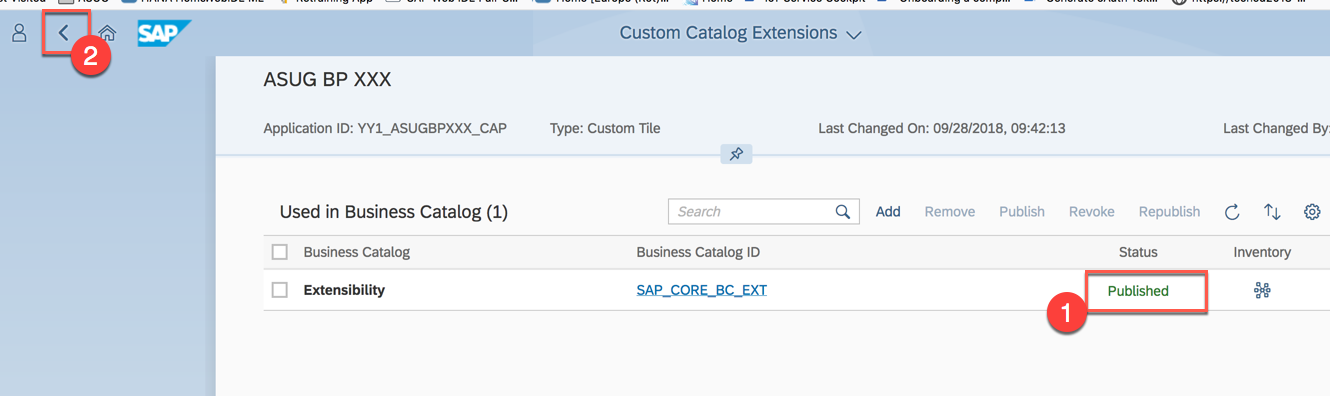 SAP
Custom Catalog Extensions
2
ASUG BP XXX
Application ID: YY1_ASUGBPXXX_CAP Type: Custom Tile Last Changed On: 09/28/2018, 09:42:13 Last Changed By:
Used in Business Catalog (1) Search Add Remove Publish Revoke Republish
Business Catalog Business Catalog ID Status Inventory
Extensibility SAP_CORE_BC_EXT Published
1